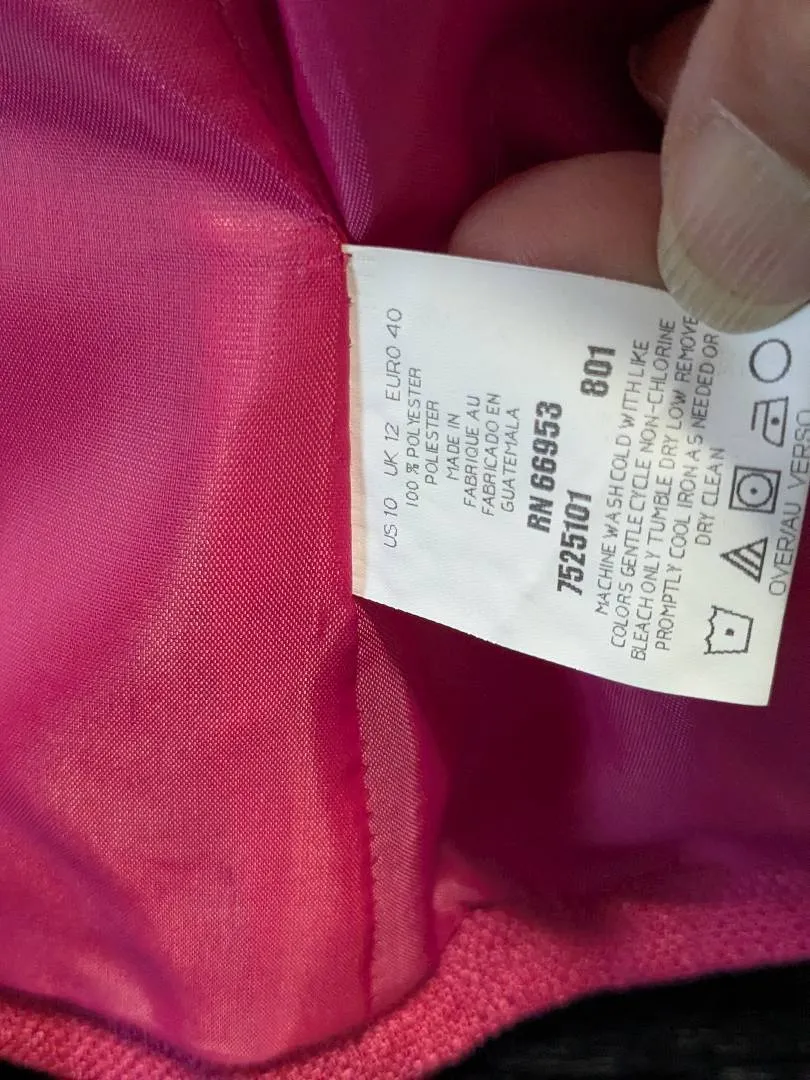 US 10 UK 12 EURO 40
100 % POLYESTER
POLIESTER
MADE IN
FABRIQUE AU
FABRICADO EN
GUATEMALA
RN 66953
7525101 801
MACHINE WASH COLD WITH LIKE
COLORS GENTLE CYCLE NON-CHLORINE
BLEACH ONLY TUMBLE DRY LOW REMOVE
PROMPTLY COOL IRON AS NEEDED OR
DRY CLEAN
OVER/AU VERSO